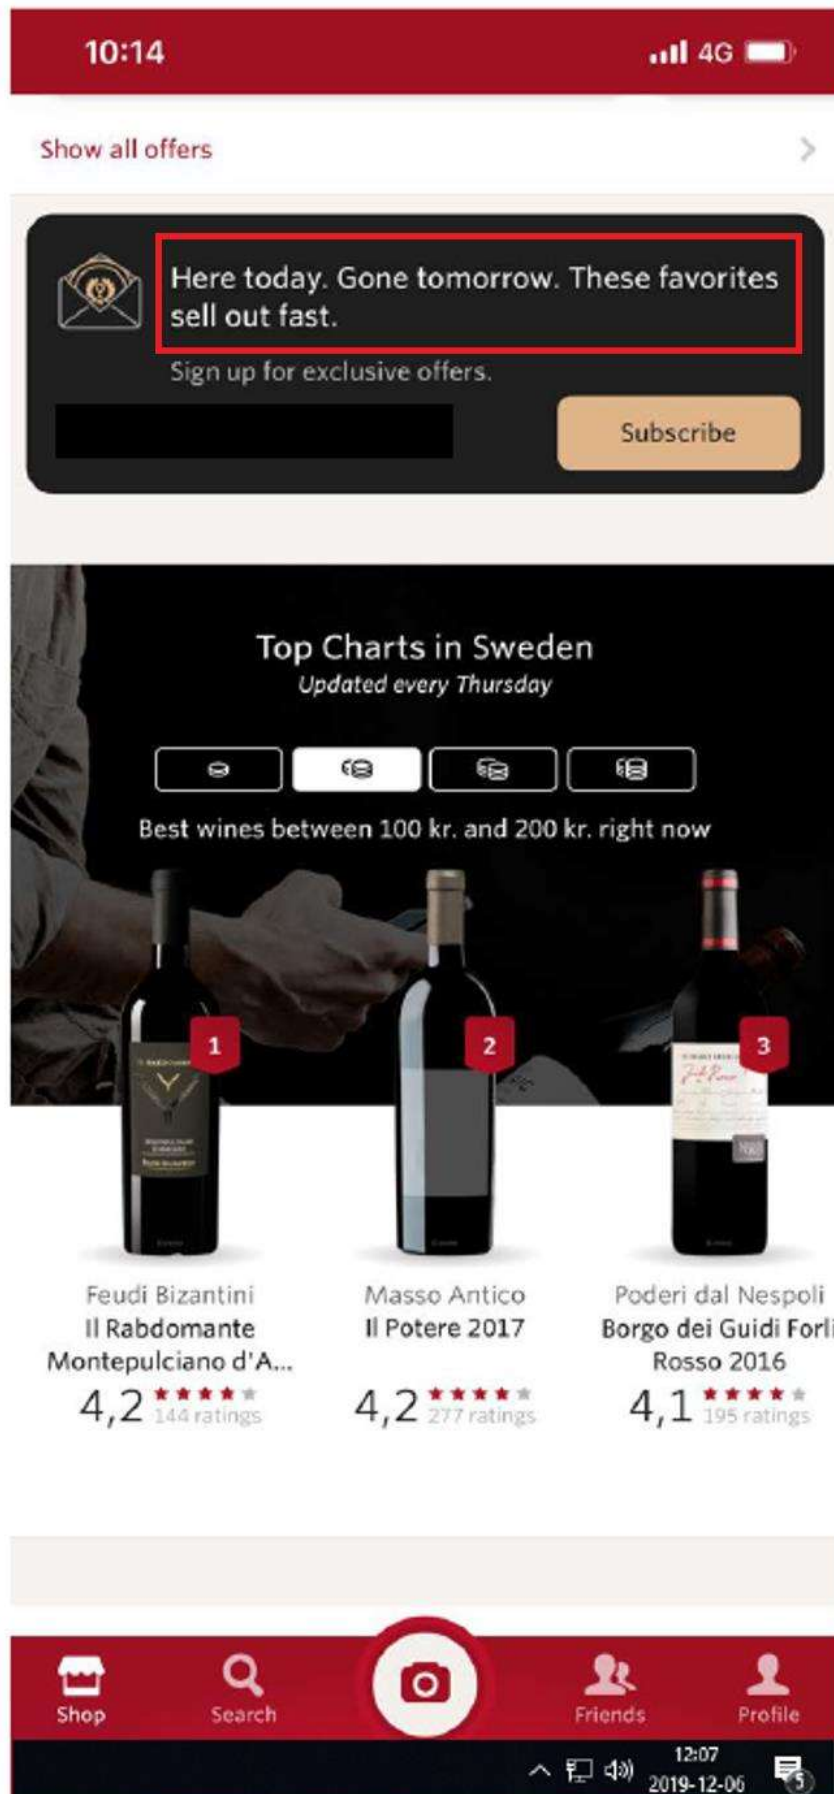 10:14 4G
Show all offers
Here today. Gone tomorrow. These favorites
sell out fast.
Sign up for exclusive offers.
Subscribe
Top Charts in Sweden
Updated every Thursday
Best wines between 100 kr. and 200 kr. right now
1 2 3
Feudi Bizantini
Il Rabdomante
Montepulciano d'A...
4,2 144 ratings
Masso Antico
Il Potere 2017
4,2 277 ratings
Poderi dal Nespoli
Borgo dei Guidi Forli
Rosso 2016
4,1 195 ratings
Shop Search Friends Profile
12:07
2019-12-06 5